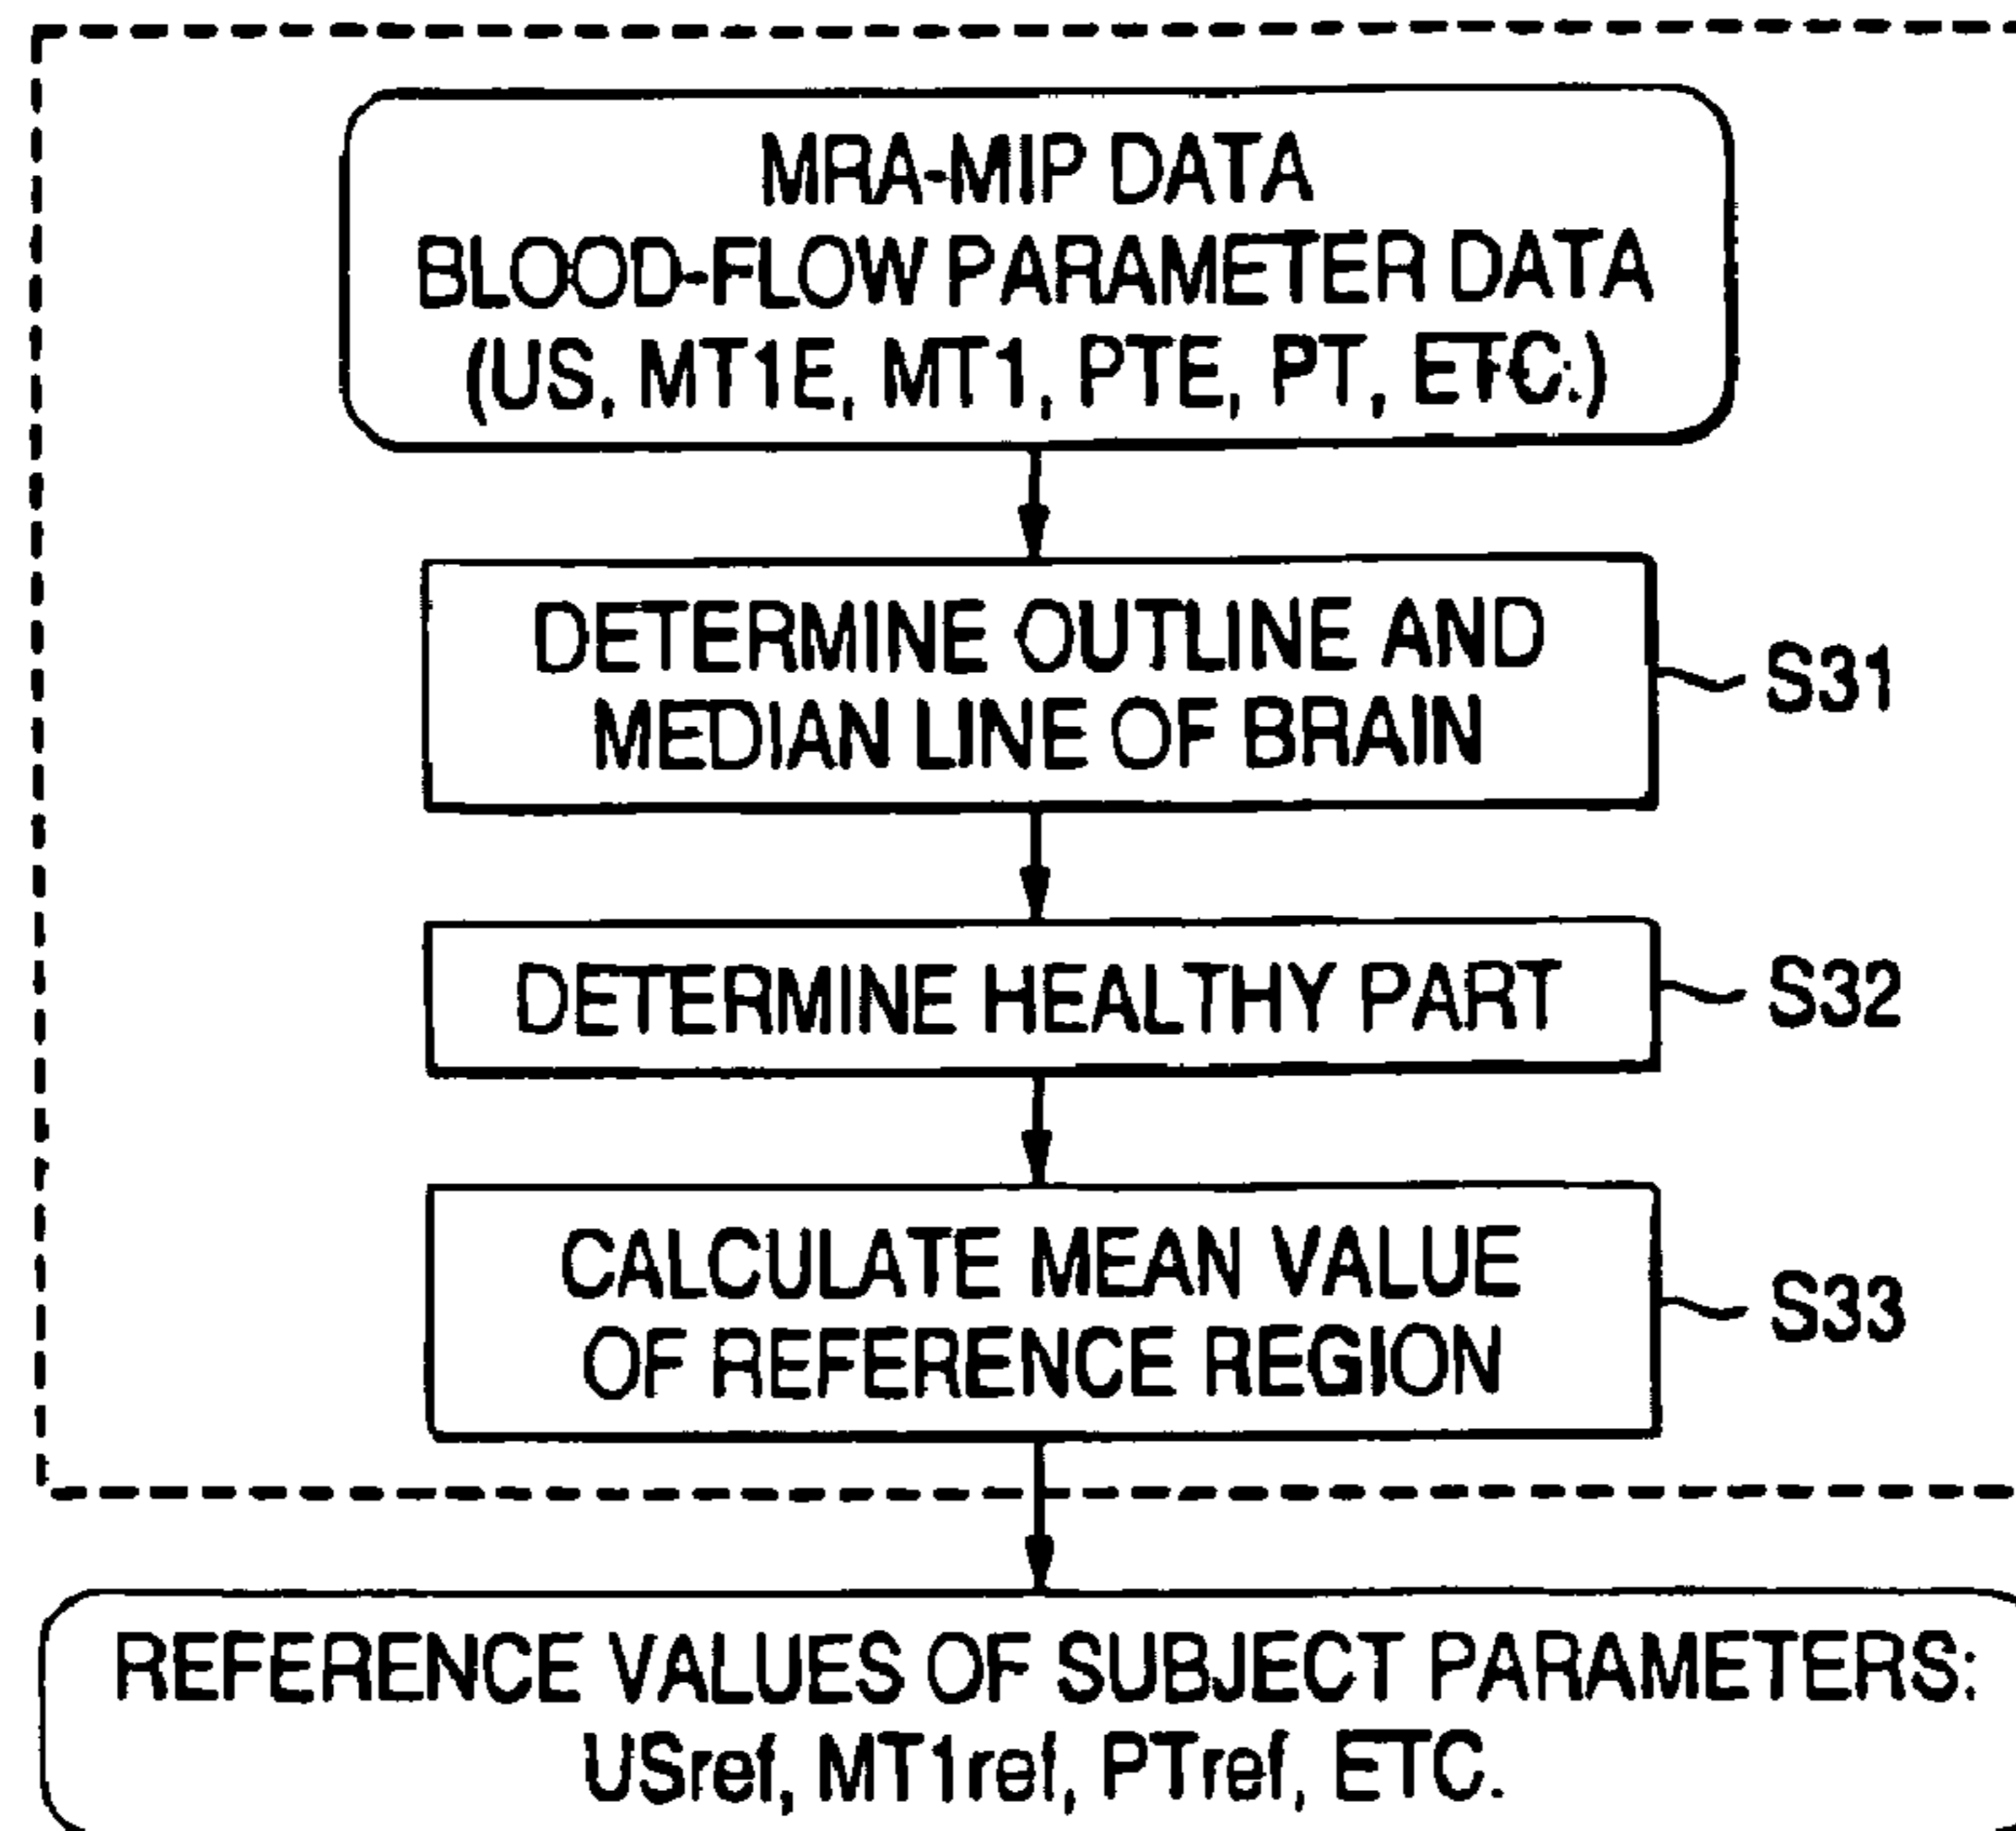 MRA-MIP DATA
BLOOD-FLOW PARAMETER DATA
(US, MT1E, MT1, PTE, PT, ETC.)
DETERMINE OUTLINE AND
MEDIAN LINE OF BRAIN
S31
DETERMINE HEALTHY PART
S32
CALCULATE MEAN VALUE
OF REFERENCE REGION
S33
REFERENCE VALUES OF SUBJECT PARAMETERS:
USref, MT1ref, PTref, ETC.